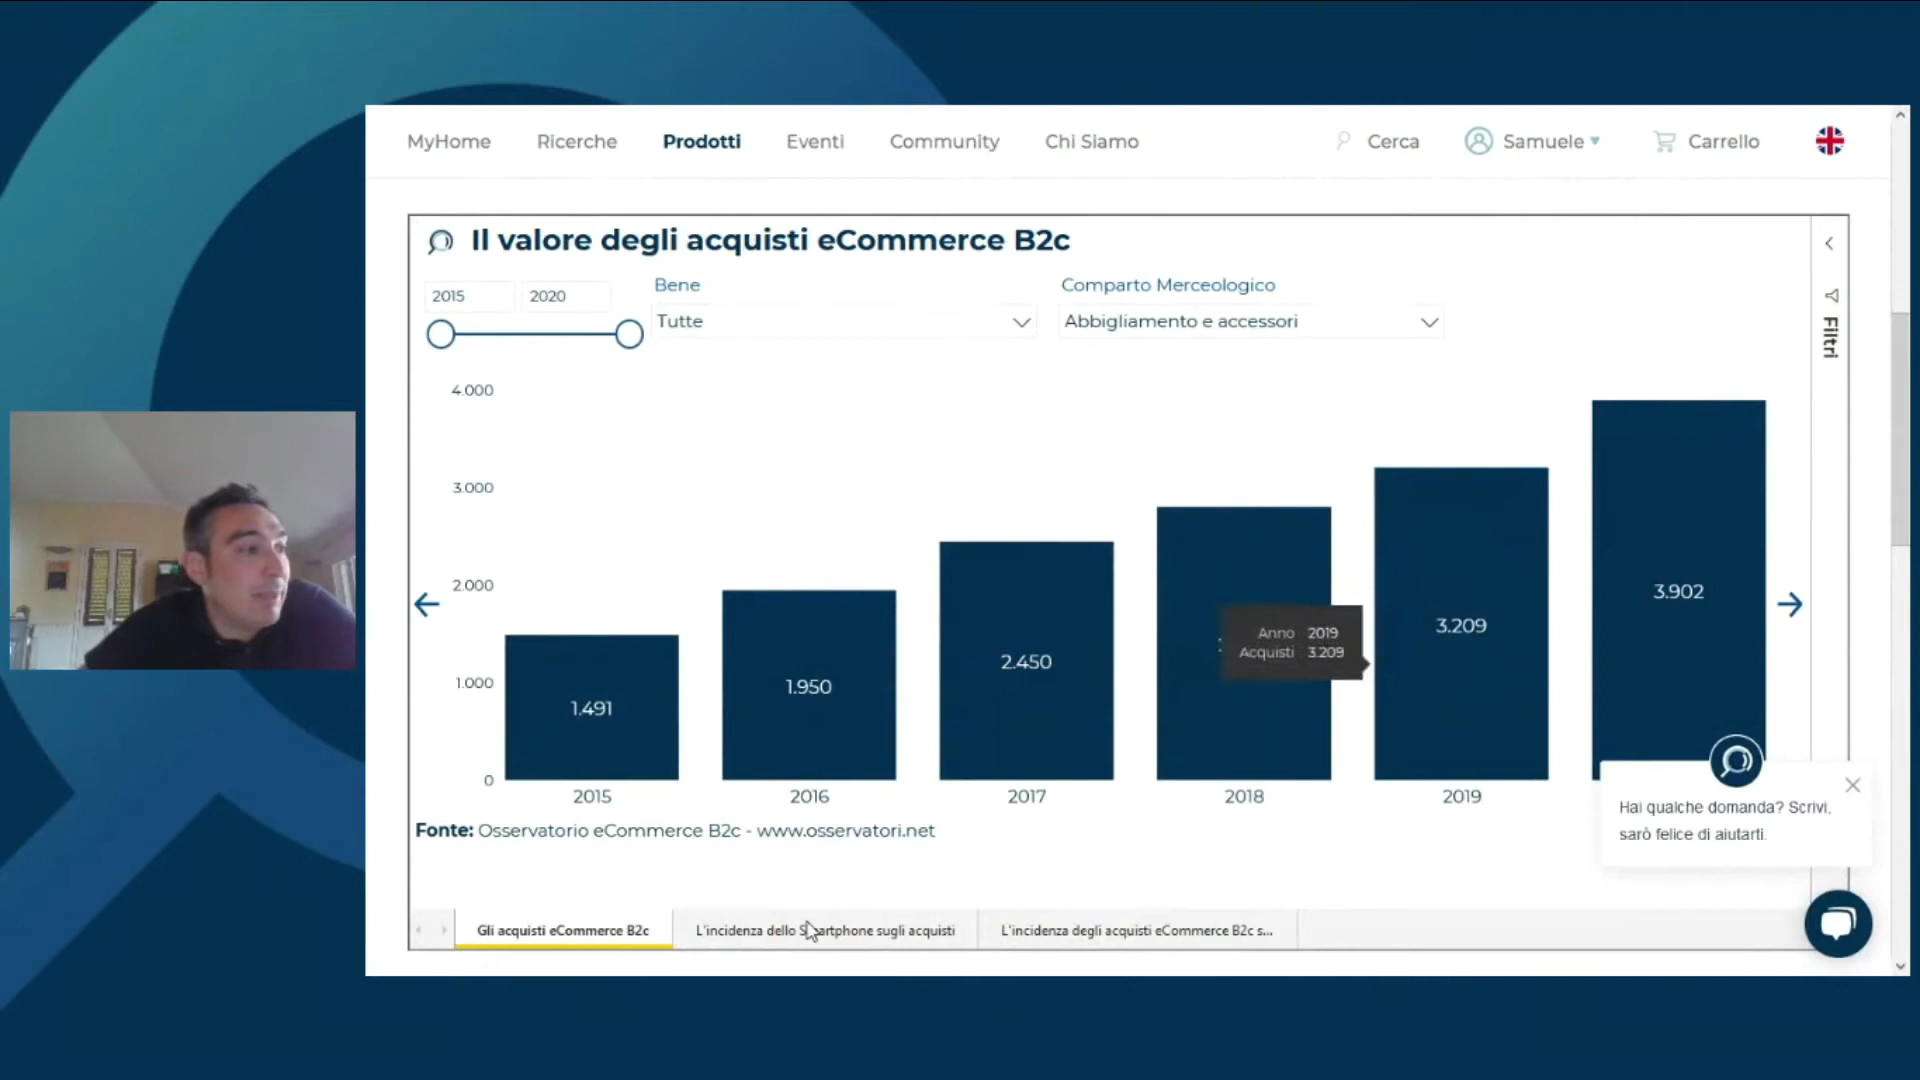 MyHome Ricerche Prodotti Eventi Community Chi Siamo Cerca Samuele Carrello
Il valore degli acquisti eCommerce B2c
2015 2020
Bene
Tutte
Comparto Merceologico
Abbigliamento e accessori
Filtri
4.000
3.000
2.000
1.000
0
1.491
1.950
2.450
3.209
3.902
Anno 2019
Acquisti 3.209
2015 2016 2017 2018 2019
Fonte: Osservatorio eCommerce B2c - www.osservatori.net
Hai qualche domanda? Scrivi,
sarò felice di aiutarti.
Gli acquisti eCommerce B2c
L'incidenza dello Smartphone sugli acquisti
L'incidenza degli acquisti eCommerce B2c s...